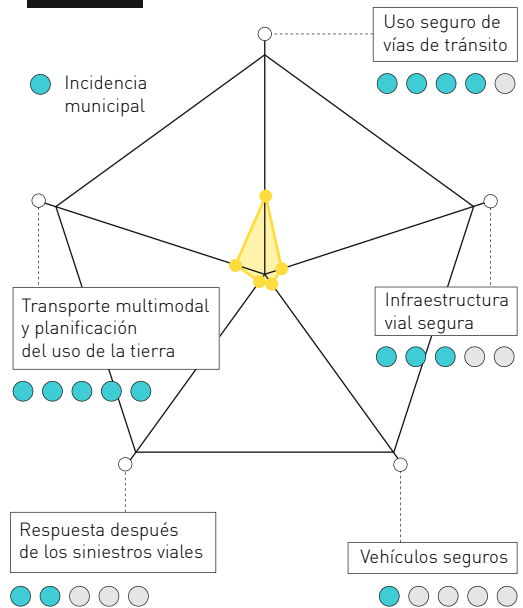 Uso seguro de
vías de tránsito
Incidencia
municipal
Transporte multimodal
y planificación
del uso de la tierra
Infraestructura
vial segura
Respuesta después
de los siniestros viales
Vehículos seguros